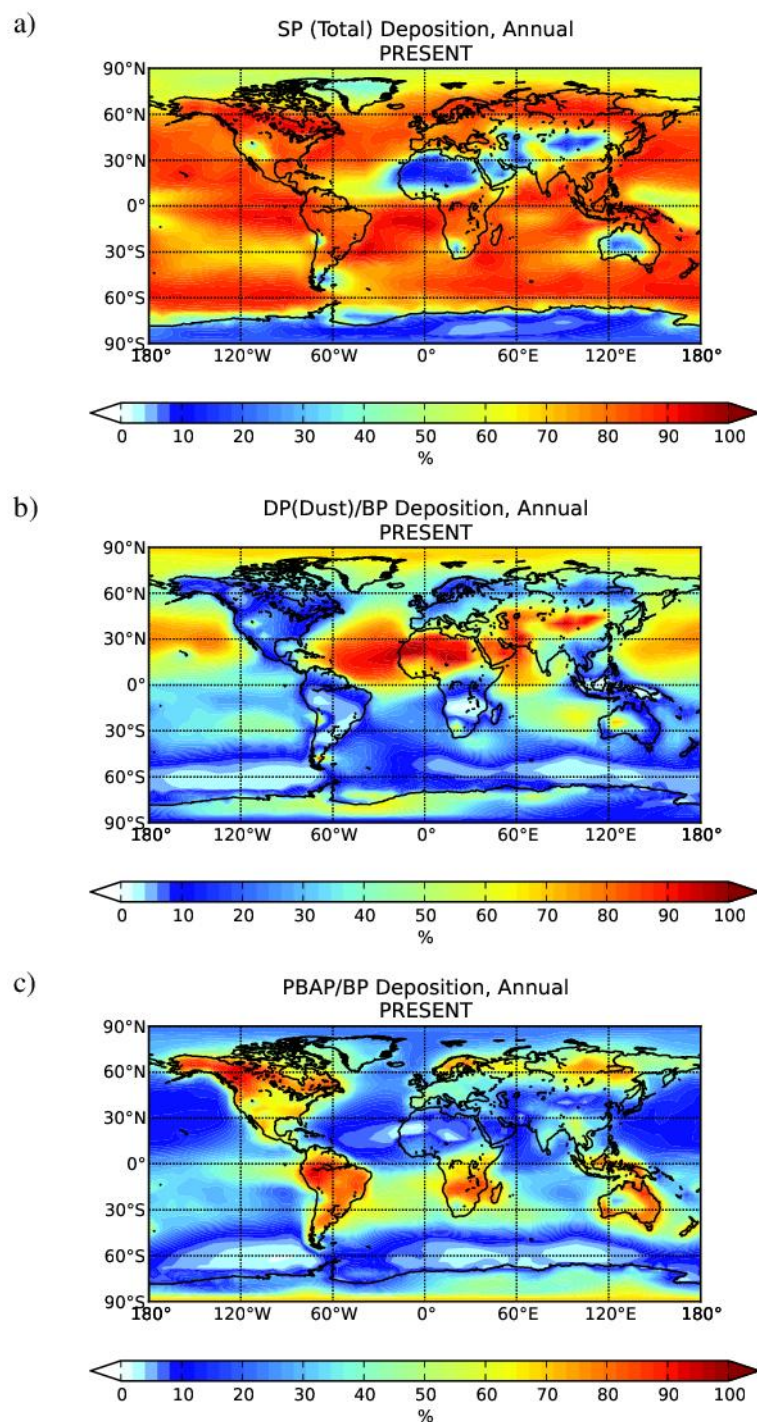 a)
SP (Total) Deposition, Annual
PRESENT
90°N
60°N
30°N
0°
30°S
60°S
90°S
180° 120°W 60°W 0° 60°E 120°E 180°
0 10 20 30 40 50 60 70 80 90 100
%
b)
DP(Dust)/BP Deposition, Annual
PRESENT
90°N
60°N
30°N
0°
30°S
60°S
90°S
180° 120°W 60°W 0° 60°E 120°E 180°
0 10 20 30 40 50 60 70 80 90 100
%
c)
PBAP/BP Deposition, Annual
PRESENT
90°N
60°N
30°N
0°
30°S
60°S
90°S
180° 120°W 60°W 0° 60°E 120°E 180°
0 10 20 30 40 50 60 70 80 90 100
%